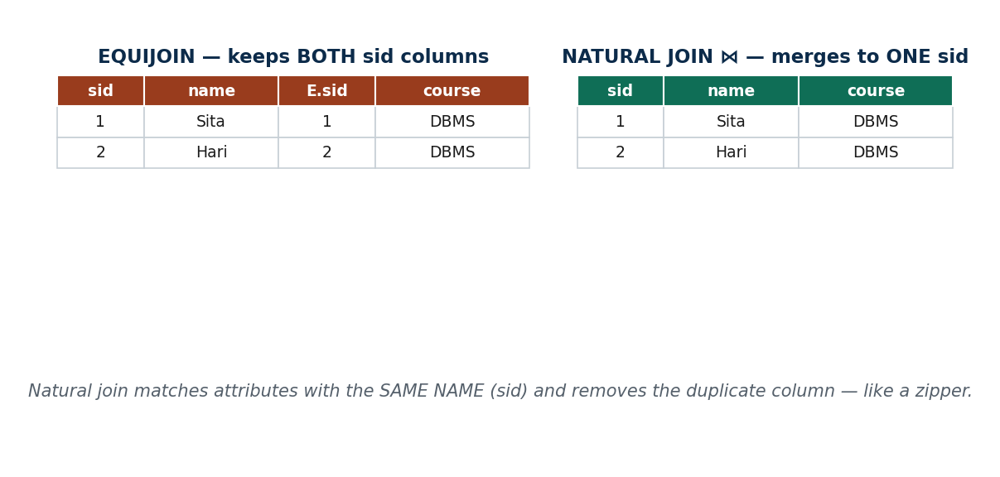 EQUIJOIN — keeps BOTH sid columns
sid name E.sid course
1 Sita 1 DBMS
2 Hari 2 DBMS
NATURAL JOIN ⋈ — merges to ONE sid
sid name course
1 Sita DBMS
2 Hari DBMS
Natural join matches attributes with the SAME NAME (sid) and removes the duplicate column — like a zipper.